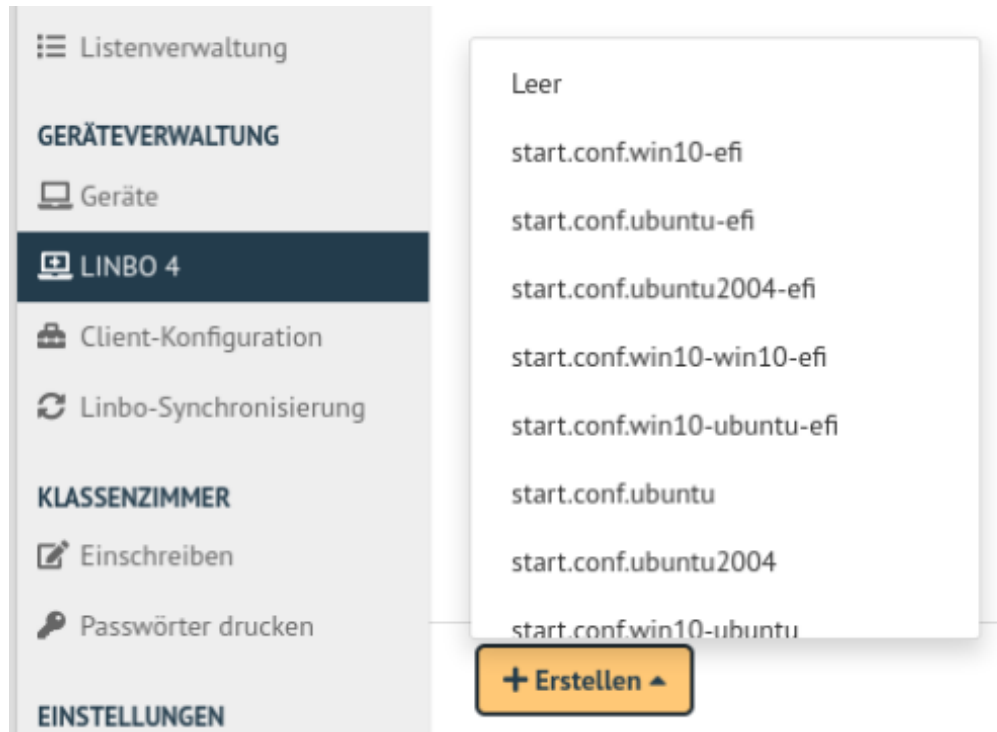 Listenverwaltung
GERÄTEVERWALTUNG
Geräte
LINBO 4
Client-Konfiguration
Linbo-Synchronisierung
KLASSENZIMMER
Einschreiben
Passwörter drucken
EINSTELLUNGEN
Leer
start.conf.win10-efi
start.conf.ubuntu-efi
start.conf.ubuntu2004-efi
start.conf.win10-win10-efi
start.conf.win10-ubuntu-efi
start.conf.ubuntu
start.conf.ubuntu2004
start.conf.win10-ubuntu
Erstellen